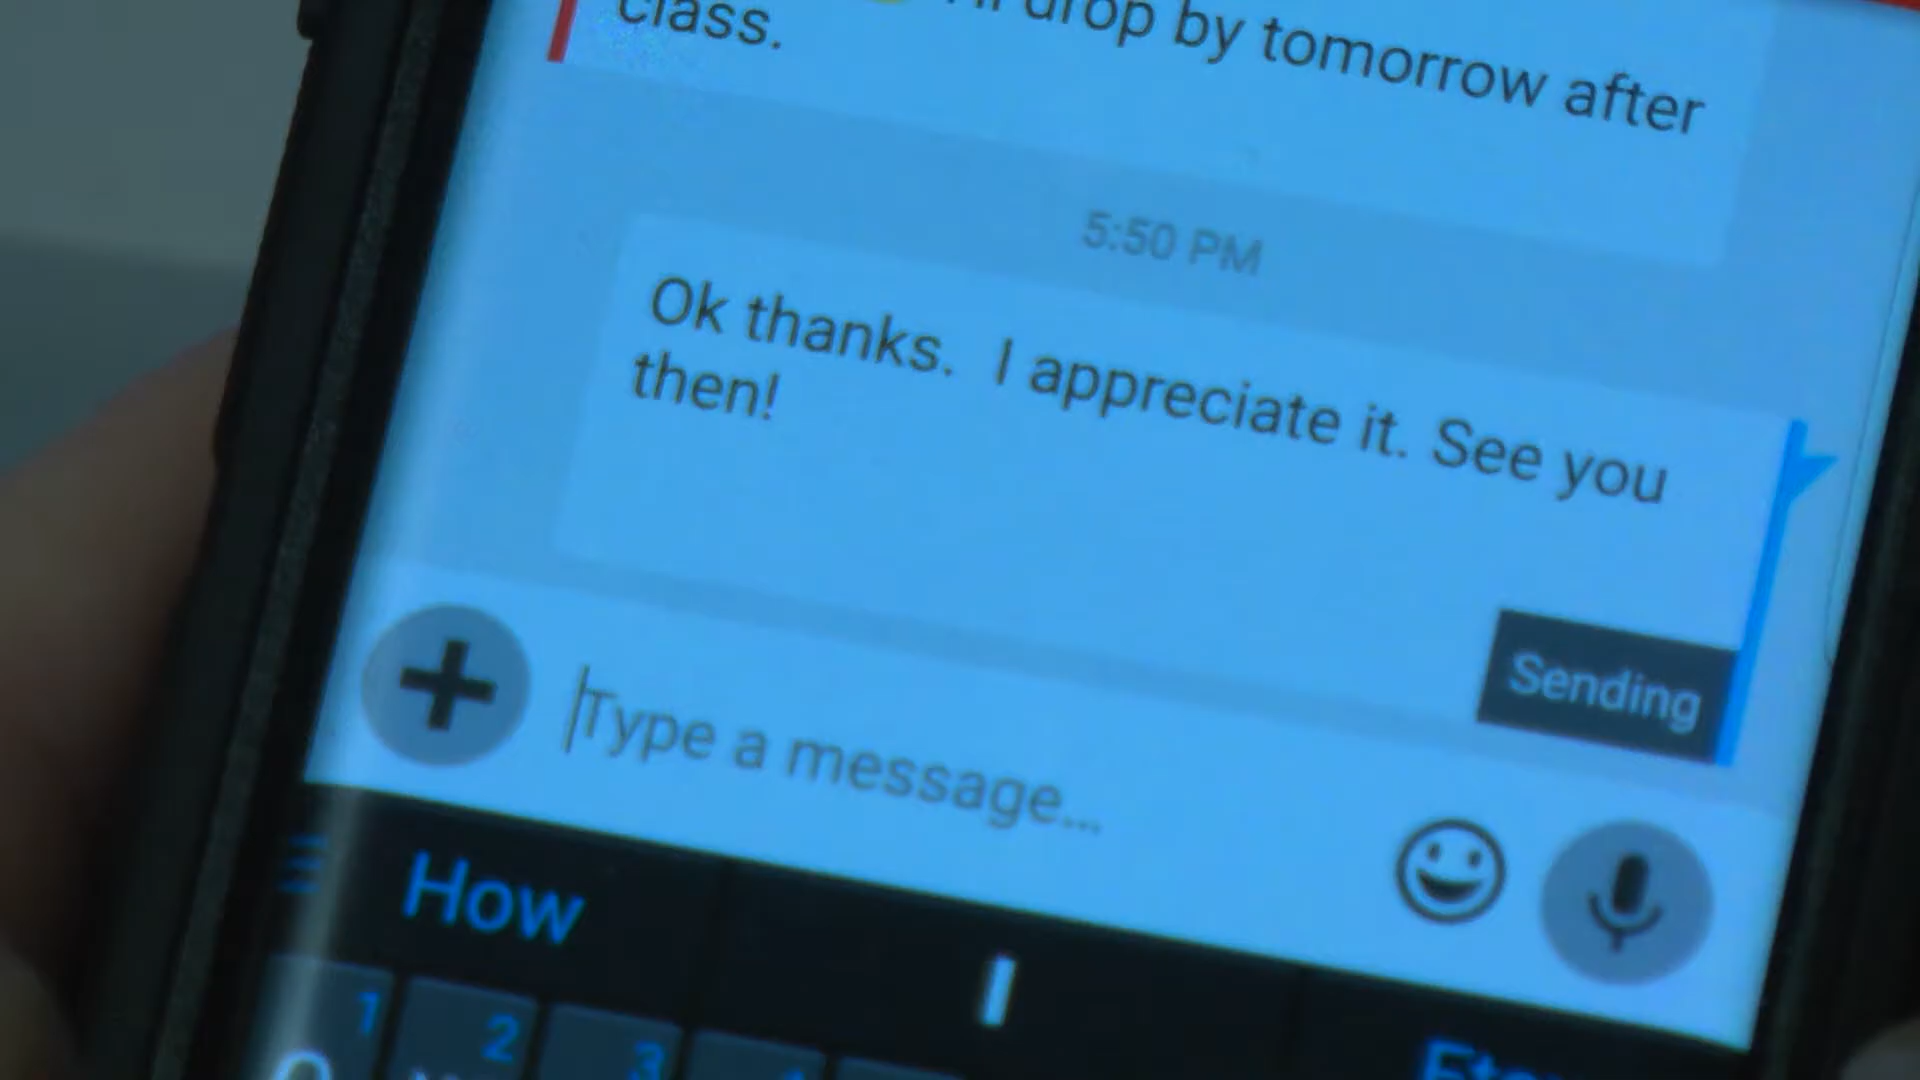 I'll drop by tomorrow after
class.
5:50 PM
Ok thanks.  I appreciate it. See you
then!
Sending
Type a message...
How
I
1 2 3